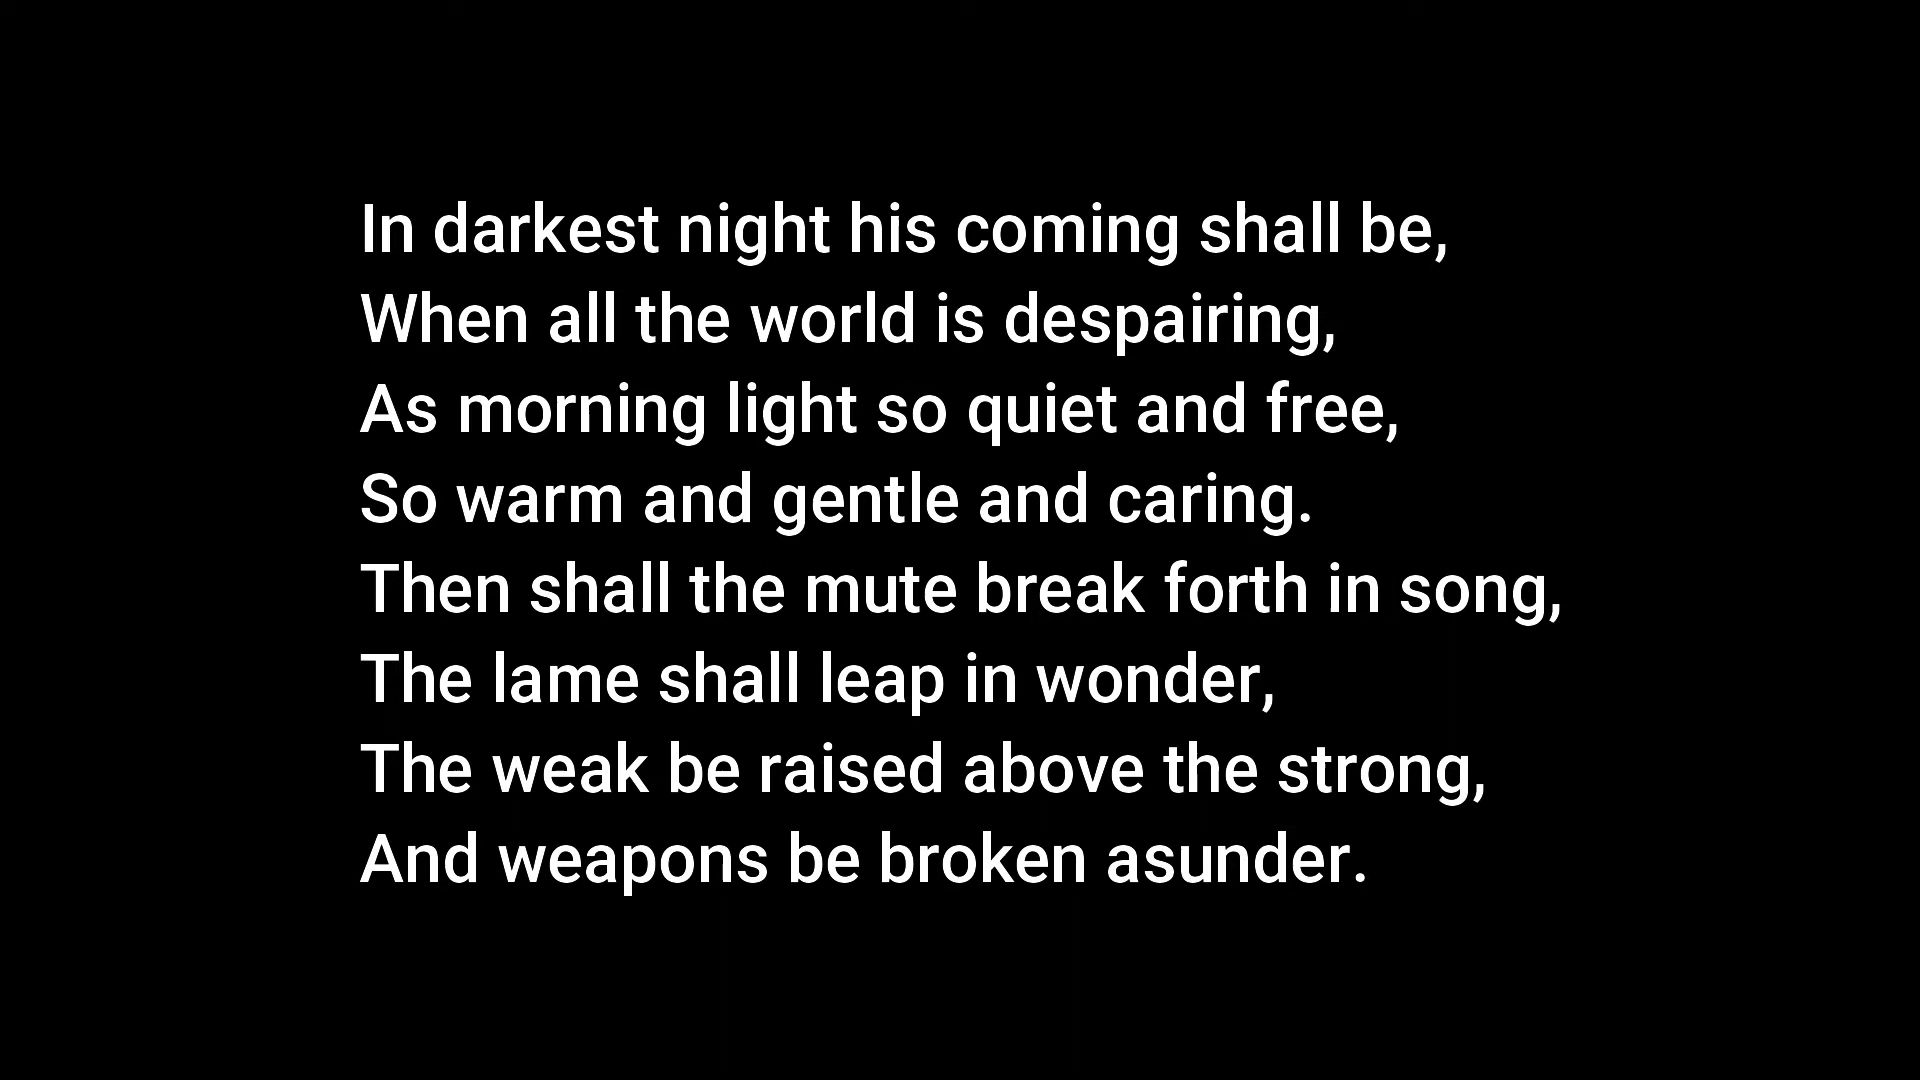 In darkest night his coming shall be,
When all the world is despairing,
As morning light so quiet and free,
So warm and gentle and caring.
Then shall the mute break forth in song,
The lame shall leap in wonder,
The weak be raised above the strong,
And weapons be broken asunder.